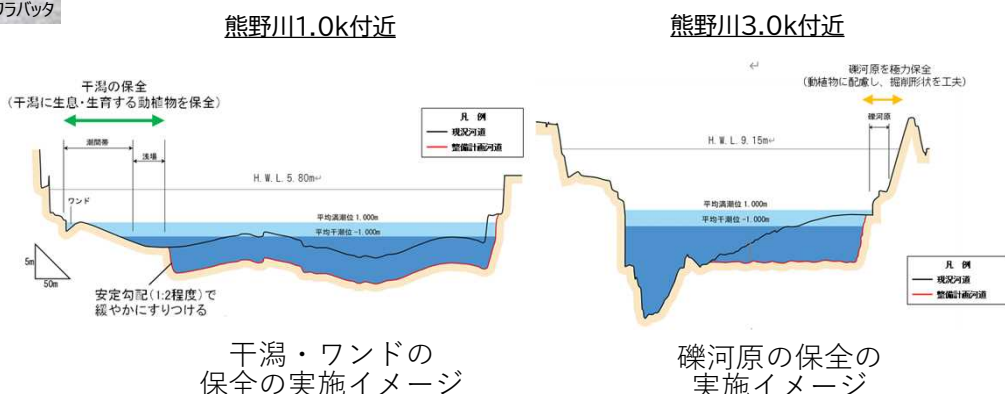 ワラバッタ
熊野川1.0k付近
干潟の保全
(干潟に生息・生育する動植物を保全)
凡 例
現況河道
整備計画河道
潮間帯
浅場
H.W.L.5.80m↵
ワンド
平均満潮位 1.000m
平均干潮位 -1.000m
5m
50m
安定勾配(1:2程度)で
緩やかにすりつける
干潟・ワンドの
保全の実施イメージ
熊野川3.0k付近
↵
礫河原を極力保全
(動植物に配慮し、掘削形状を工夫)
礫河原
H.W.L.9.15m↵
平均満潮位 1.000m
平均干潮位 -1.000m
凡 例
現況河道
整備計画河道
礫河原の保全の
実施イメージ